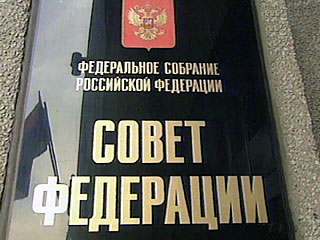 ФЕДЕРАЛЬНОЕ СОБРАНИЕ
РОССИЙСКОЙ ФЕДЕРАЦИИ
СОВЕТ
ФЕДЕРАЦИИ